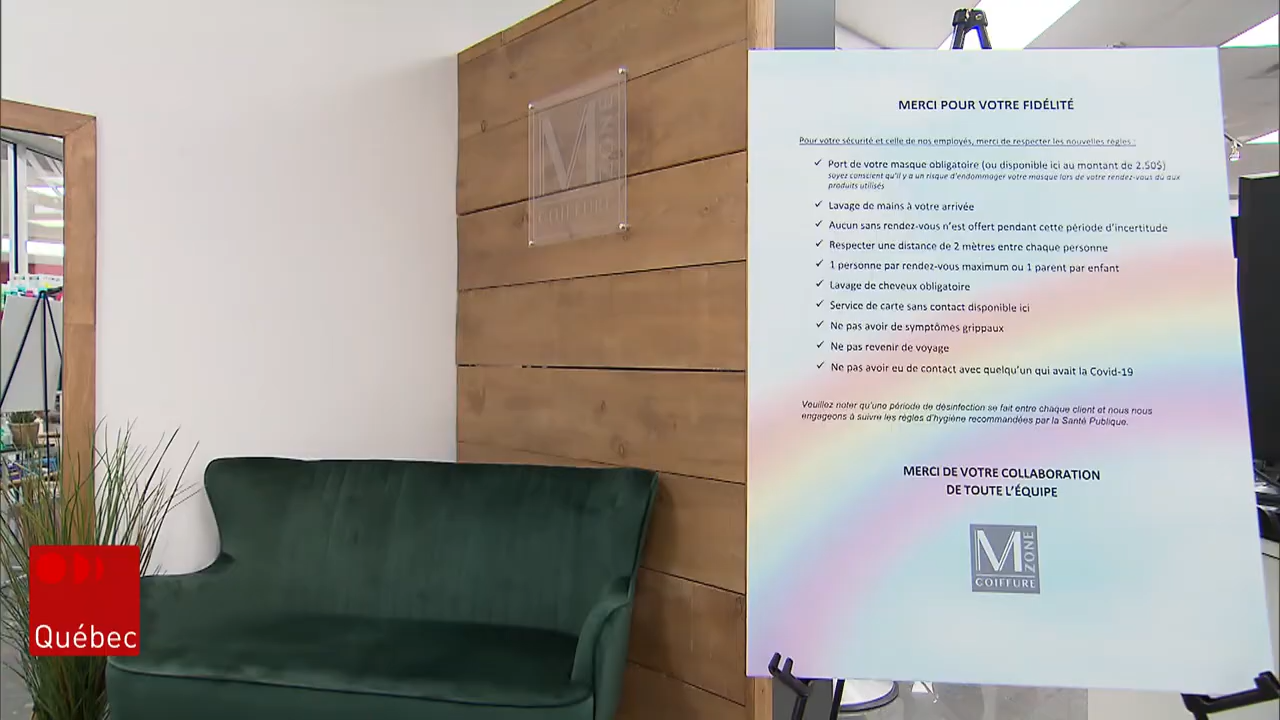 M
ZONE
COIFFURE
MERCI POUR VOTRE FIDÉLITÉ
Pour votre sécurité et celle de nos employés, merci de respecter les nouvelles règles :
✓ Port de votre masque obligatoire (ou disponible ici au montant de 2.50$)
soyez conscient qu'il y a un risque d'endommager votre masque lors de votre rendez-vous dû aux
produits utilisés
✓ Lavage de mains à votre arrivée
✓ Aucun sans rendez-vous n'est offert pendant cette période d'incertitude
✓ Respecter une distance de 2 mètres entre chaque personne
✓ 1 personne par rendez-vous maximum ou 1 parent par enfant
✓ Lavage de cheveux obligatoire
✓ Service de carte sans contact disponible ici
✓ Ne pas avoir de symptômes grippaux
✓ Ne pas revenir de voyage
✓ Ne pas avoir eu de contact avec quelqu'un qui avait la Covid-19
Veuillez noter qu'une période de désinfection se fait entre chaque client et nous nous
engageons à suivre les règles d'hygiène recommandées par la Santé Publique.
MERCI DE VOTRE COLLABORATION
DE TOUTE L'ÉQUIPE
M
ZONE
COIFFURE
Québec